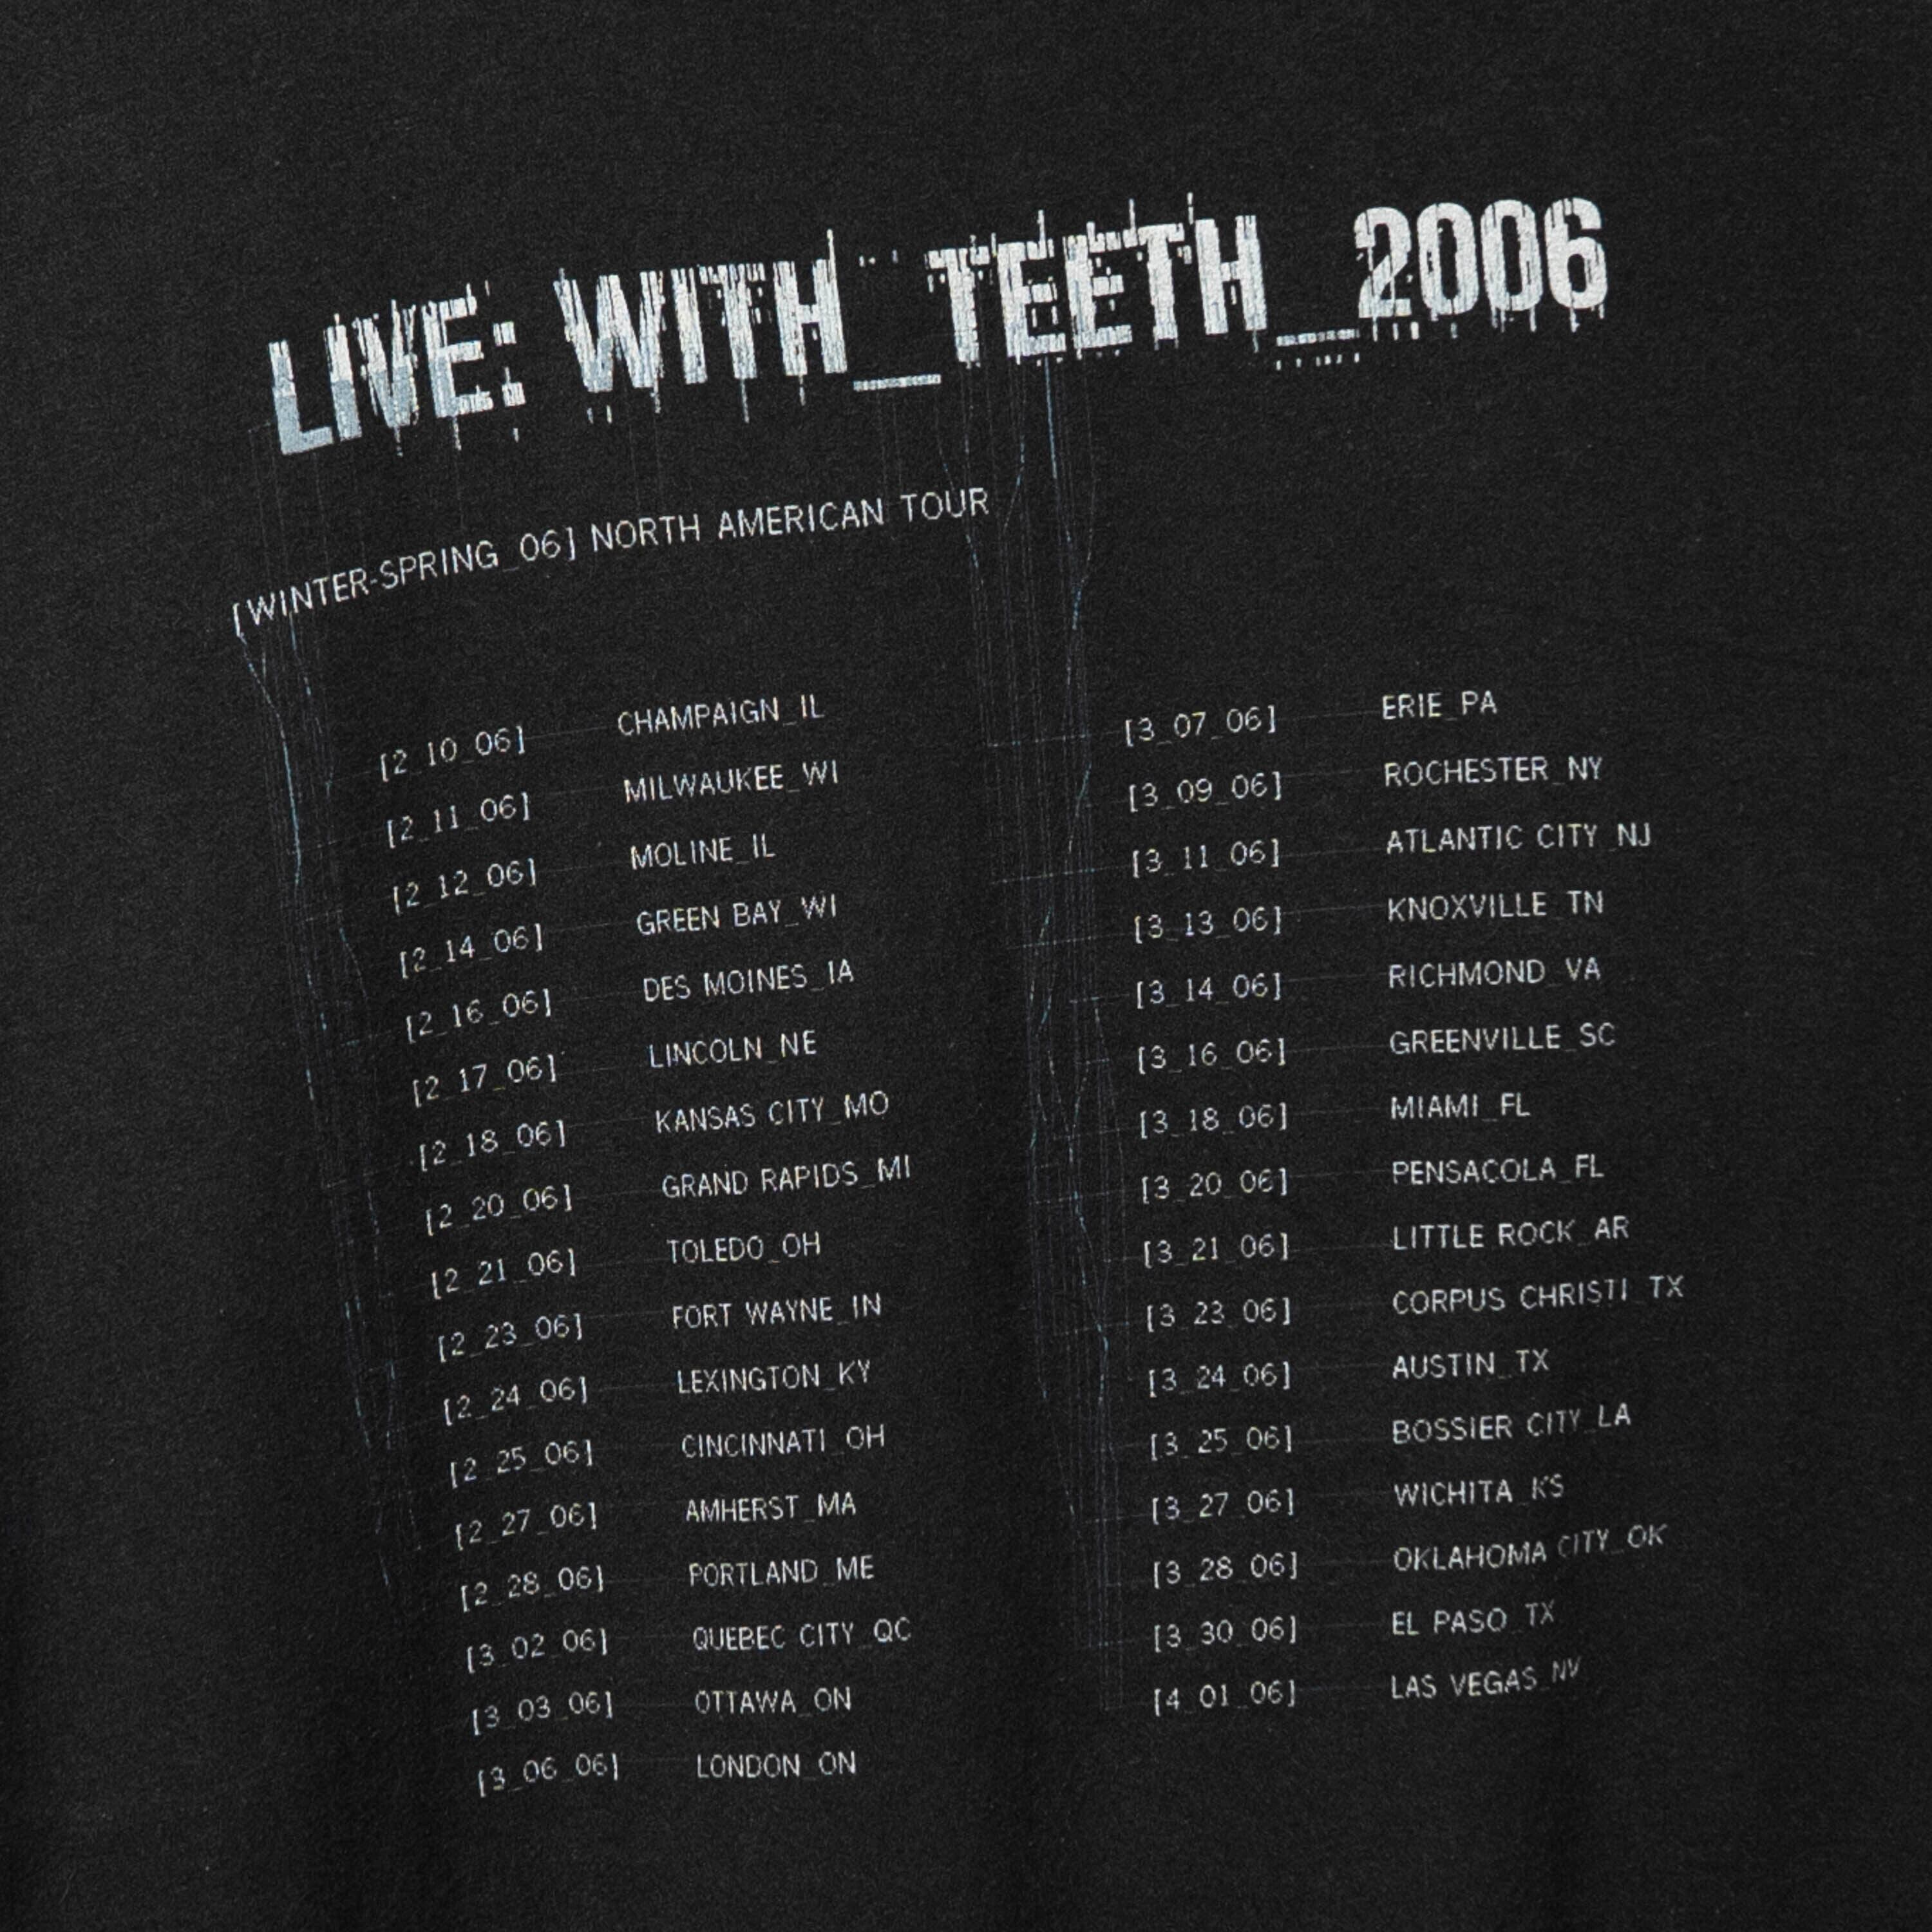 LIVE: WITH_TEETH_2006
[WINTER-SPRING_06] NORTH AMERICAN TOUR
[2_10_06] CHAMPAIGN_IL
[2_11_06] MILWAUKEE_WI
[2_12_06] MOLINE_IL
[2_14_06] GREEN BAY_WI
[2_16_06] DES MOINES_IA
[2_17_06] LINCOLN_NE
[2_18_06] KANSAS CITY_MO
[2_20_06] GRAND RAPIDS_MI
[2_21_06] TOLEDO_OH
[2_23_06] FORT WAYNE_IN
[2_24_06] LEXINGTON_KY
[2_25_06] CINCINNATI_OH
[2_27_06] AMHERST_MA
[2_28_06] PORTLAND_ME
[3_02_06] QUEBEC CITY_QC
[3_03_06] OTTAWA_ON
[3_06_06] LONDON_ON
[3_07_06] ERIE_PA
[3_09_06] ROCHESTER_NY
[3_11_06] ATLANTIC CITY_NJ
[3_13_06] KNOXVILLE_TN
[3_14_06] RICHMOND_VA
[3_16_06] GREENVILLE_SC
[3_18_06] MIAMI_FL
[3_20_06] PENSACOLA_FL
[3_21_06] LITTLE ROCK_AR
[3_23_06] CORPUS CHRISTI_TX
[3_24_06] AUSTIN_TX
[3_25_06] BOSSIER CITY_LA
[3_27_06] WICHITA_KS
[3_28_06] OKLAHOMA CITY_OK
[3_30_06] EL PASO_TX
[4_01_06] LAS VEGAS_NV